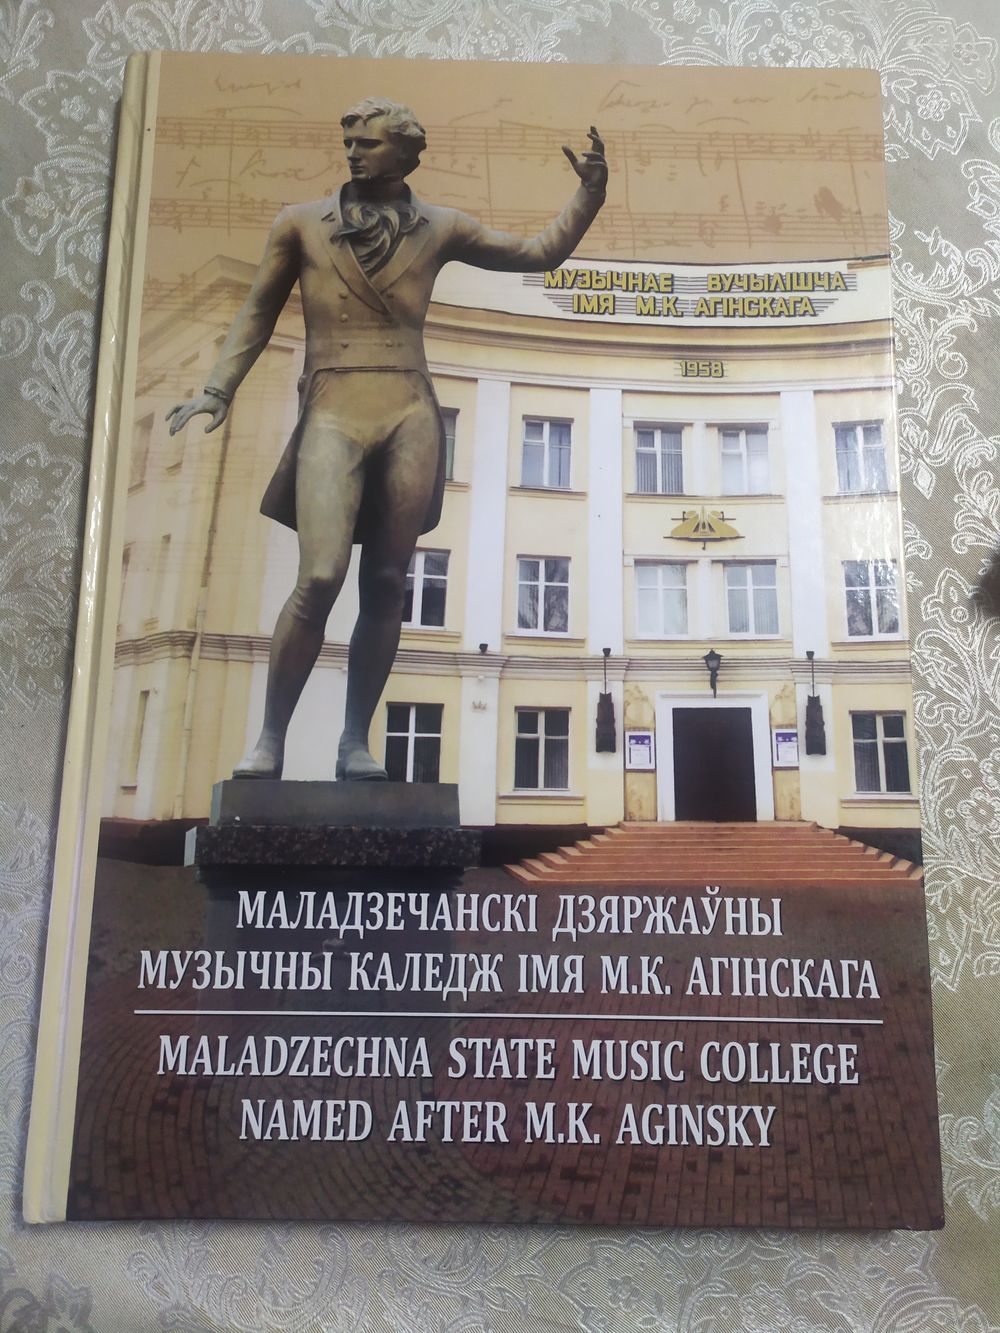 МУЗЫЧНАЕ ВУЧЫЛІШЧА
ІМЯ М.К. АГІНСКАГА
1958
МАЛАДЗЕЧАНСКІ ДЗЯРЖАЎНЫ
МУЗЫЧНЫ КАЛЕДЖ ІМЯ М.К. АГІНСКАГА
MALADZECHNA STATE MUSIC COLLEGE
NAMED AFTER M.K. AGINSKY